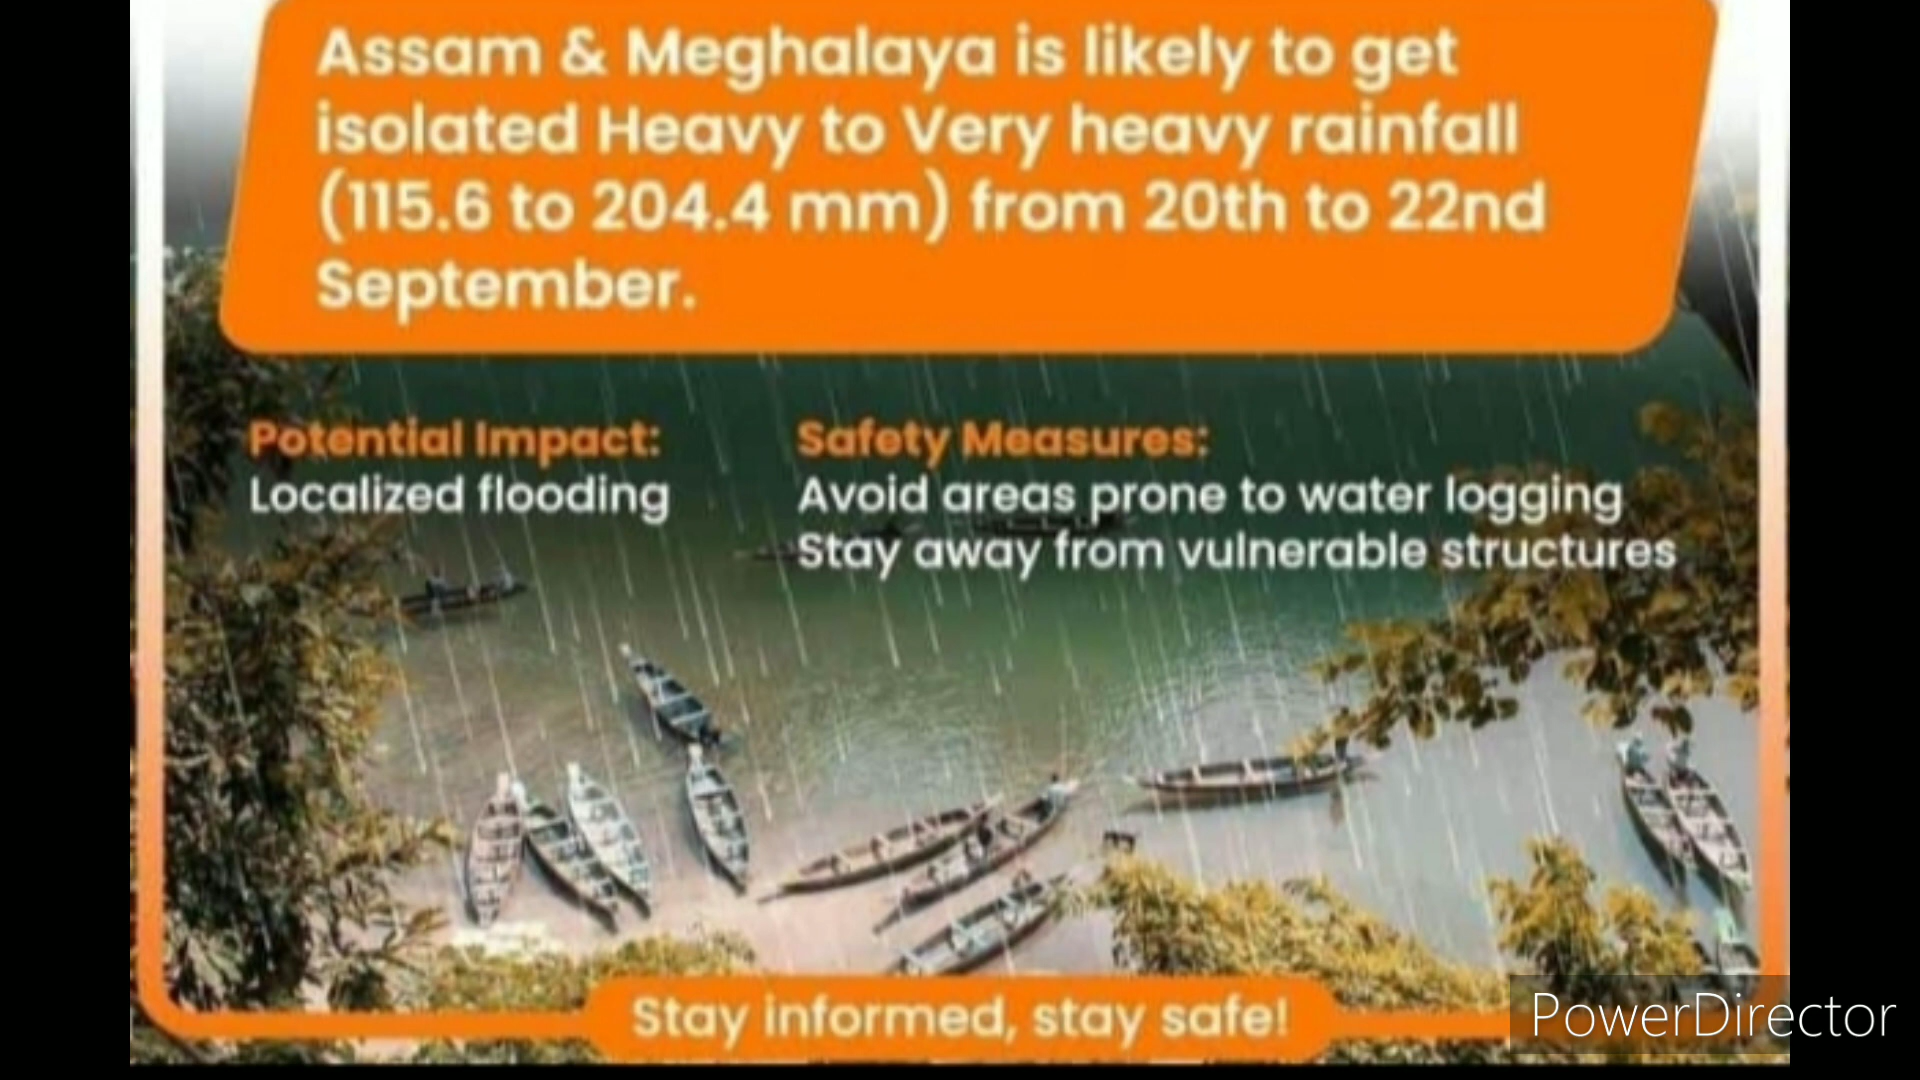 Assam & Meghalaya is likely to get
isolated Heavy to Very heavy rainfall
(115.6 to 204.4 mm) from 20th to 22nd
September.
Potential Impact:
Localized flooding
Safety Measures:
Avoid areas prone to water logging
Stay away from vulnerable structures
Stay informed, stay safe!
PowerDirector